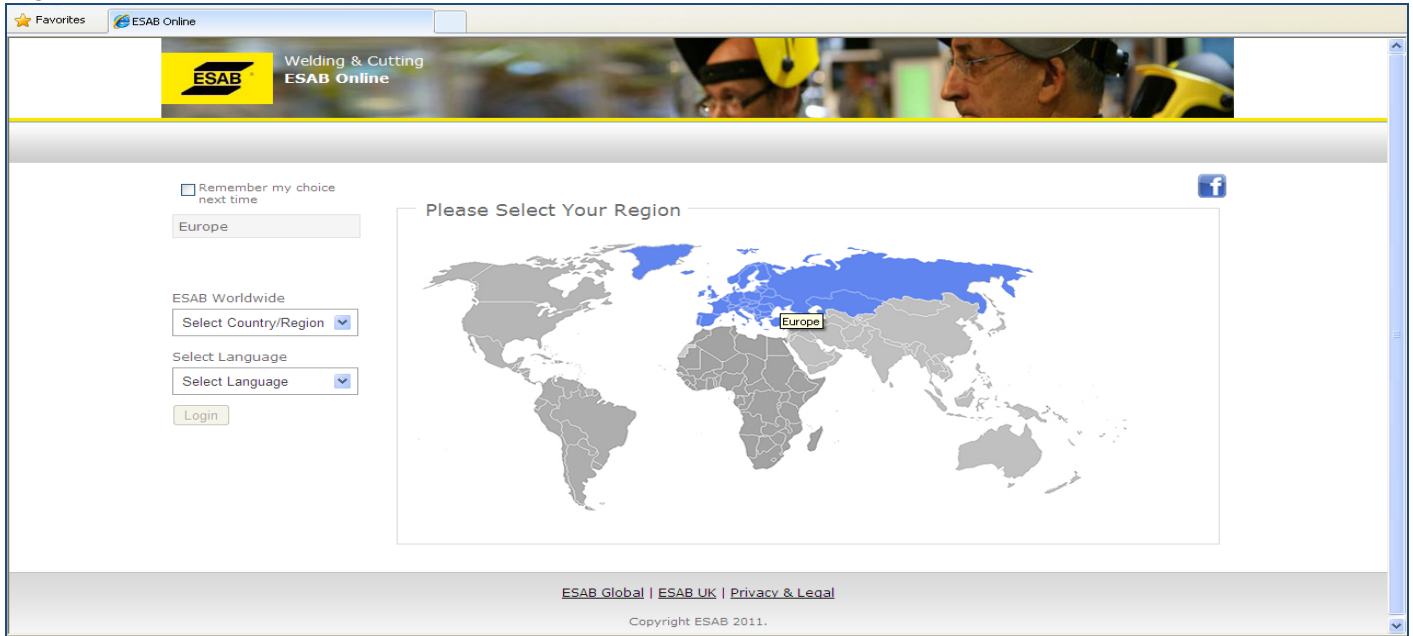 Favorites
ESAB Online
ESAB
Welding & Cutting
ESAB Online
Remember my choice
next time
Europe
Please Select Your Region
Europe
ESAB Worldwide
Select Country/Region
Select Language
Select Language
Login
ESAB Global | ESAB UK | Privacy & Legal
Copyright ESAB 2011.